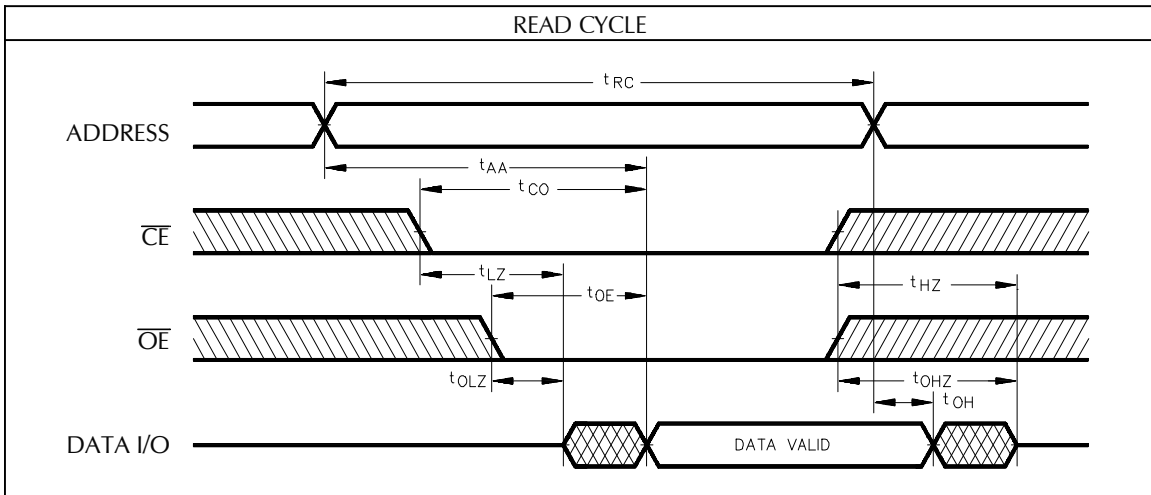 READ CYCLE
tRC
ADDRESS
tAA
tCO
CE
tLZ
tHZ
tOE
OE
tOLZ
tOHZ
tOH
DATA I/O
DATA VALID